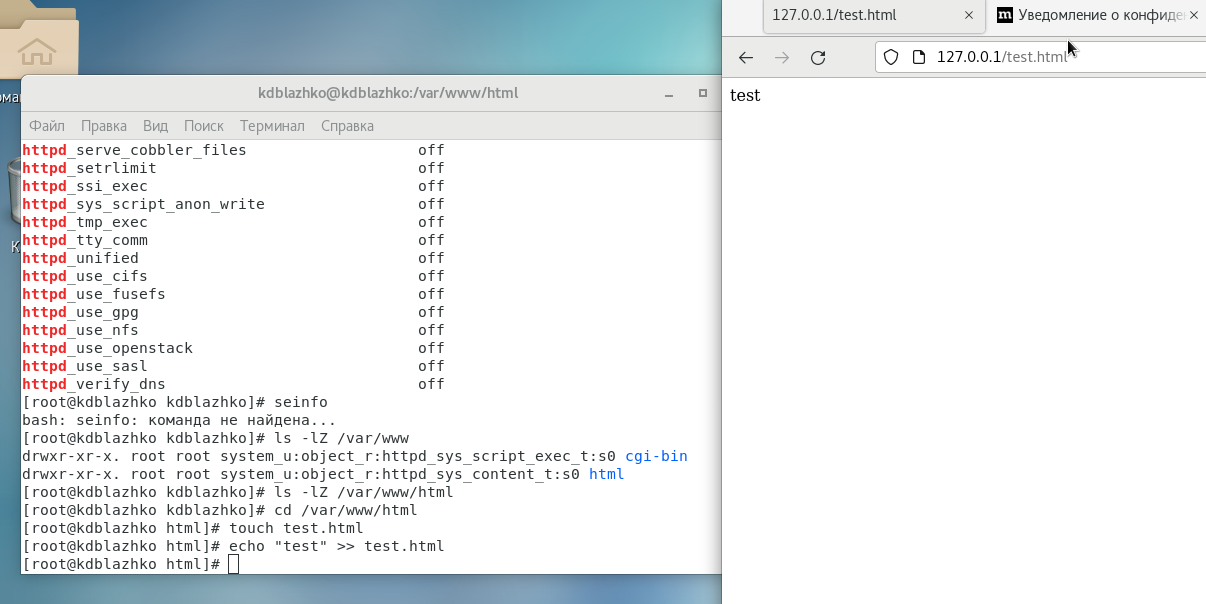 kdblazhko@kdblazhko:/var/www/html
Файл Правка Вид Поиск Терминал Справка
httpd_serve_cobbler_files off
httpd_setrlimit off
httpd_ssi_exec off
httpd_sys_script_anon_write off
httpd_tmp_exec off
httpd_tty_comm off
httpd_unified off
httpd_use_cifs off
httpd_use_fusefs off
httpd_use_gpg off
httpd_use_nfs off
httpd_use_openstack off
httpd_use_sasl off
httpd_verify_dns off
[root@kdblazhko kdblazhko]# seinfo
bash: seinfo: команда не найдена...
[root@kdblazhko kdblazhko]# ls -lZ /var/www
drwxr-xr-x. root root system_u:object_r:httpd_sys_script_exec_t:s0 cgi-bin
drwxr-xr-x. root root system_u:object_r:httpd_sys_content_t:s0 html
[root@kdblazhko kdblazhko]# ls -lZ /var/www/html
[root@kdblazhko kdblazhko]# cd /var/www/html
[root@kdblazhko html]# touch test.html
[root@kdblazhko html]# echo "test" >> test.html
[root@kdblazhko html]#
127.0.0.1/test.html
m Уведомление о конфиден
127.0.0.1/test.html
test